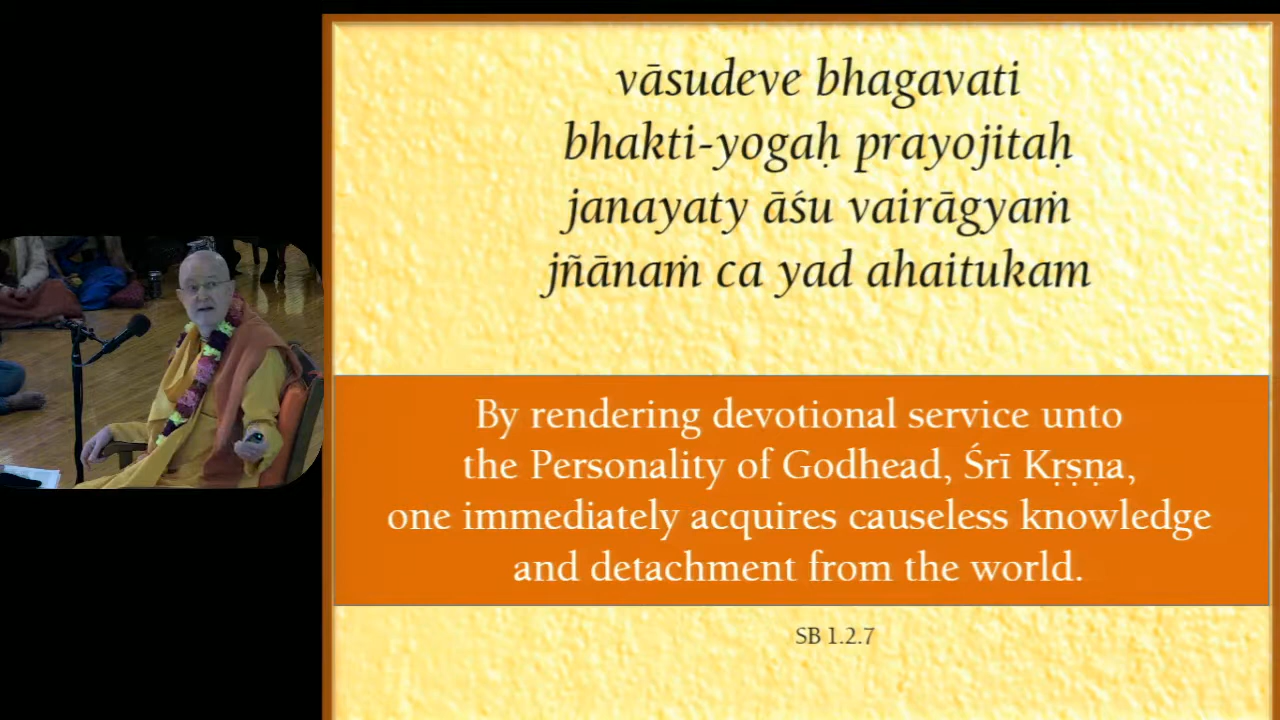 vāsudeve bhagavati
bhakti-yogaḥ prayojitaḥ
janayaty āśu vairāgyaṁ
jñānaṁ ca yad ahaitukam
By rendering devotional service unto
the Personality of Godhead, Śrī Kṛṣṇa,
one immediately acquires causeless knowledge
and detachment from the world.
SB 1.2.7